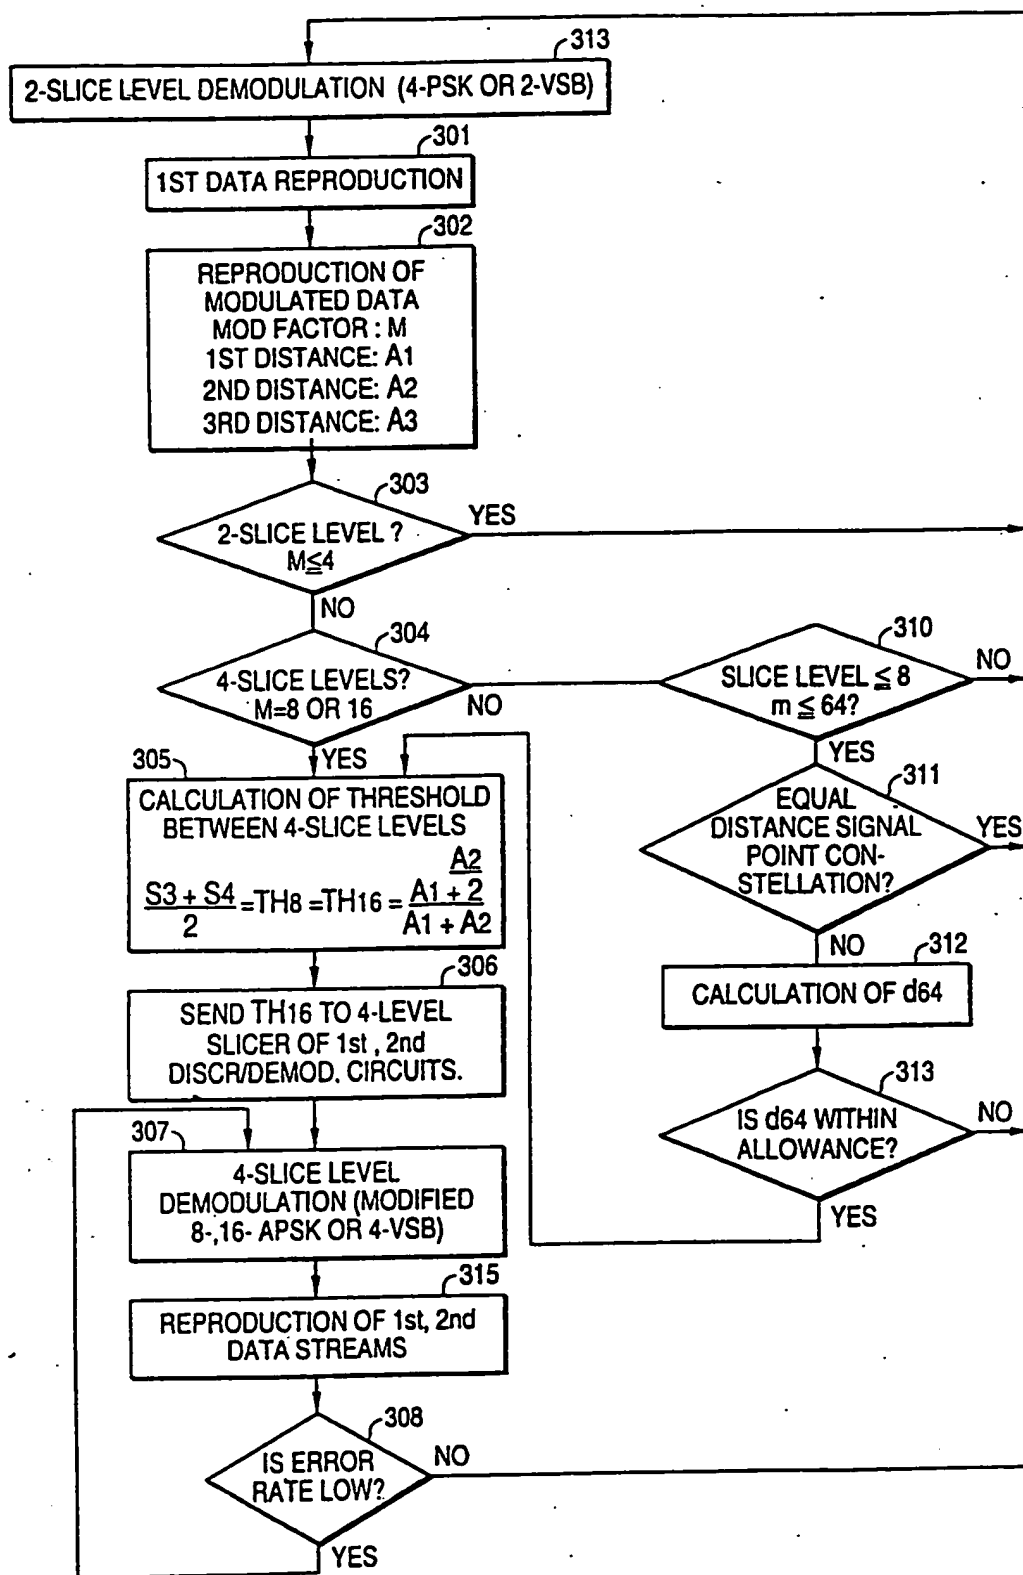 313
2-SLICE LEVEL DEMODULATION (4-PSK OR 2-VSB)
301
1ST DATA REPRODUCTION
302
REPRODUCTION OF
MODULATED DATA
MOD FACTOR : M
1ST DISTANCE: A1
2ND DISTANCE: A2
3RD DISTANCE: A3
303
2-SLICE LEVEL ?
M≦4
YES
NO
304
4-SLICE LEVELS?
M=8 OR 16
NO
YES
310
SLICE LEVEL ≦ 8
m ≦ 64?
NO
YES
305
CALCULATION OF THRESHOLD
BETWEEN 4-SLICE LEVELS
S3 + S4
2
=TH8 =TH16 =
A2
A1 + 2
A1 + A2
311
EQUAL
DISTANCE SIGNAL
POINT CON-
STELLATION?
YES
NO
306
SEND TH16 TO 4-LEVEL
SLICER OF 1st , 2nd
DISCR/DEMOD. CIRCUITS.
312
CALCULATION OF d64
313
IS d64 WITHIN
ALLOWANCE?
NO
YES
307
4-SLICE LEVEL
DEMODULATION (MODIFIED
8-,16- APSK OR 4-VSB)
315
REPRODUCTION OF 1st, 2nd
DATA STREAMS
308
IS ERROR
RATE LOW?
NO
YES